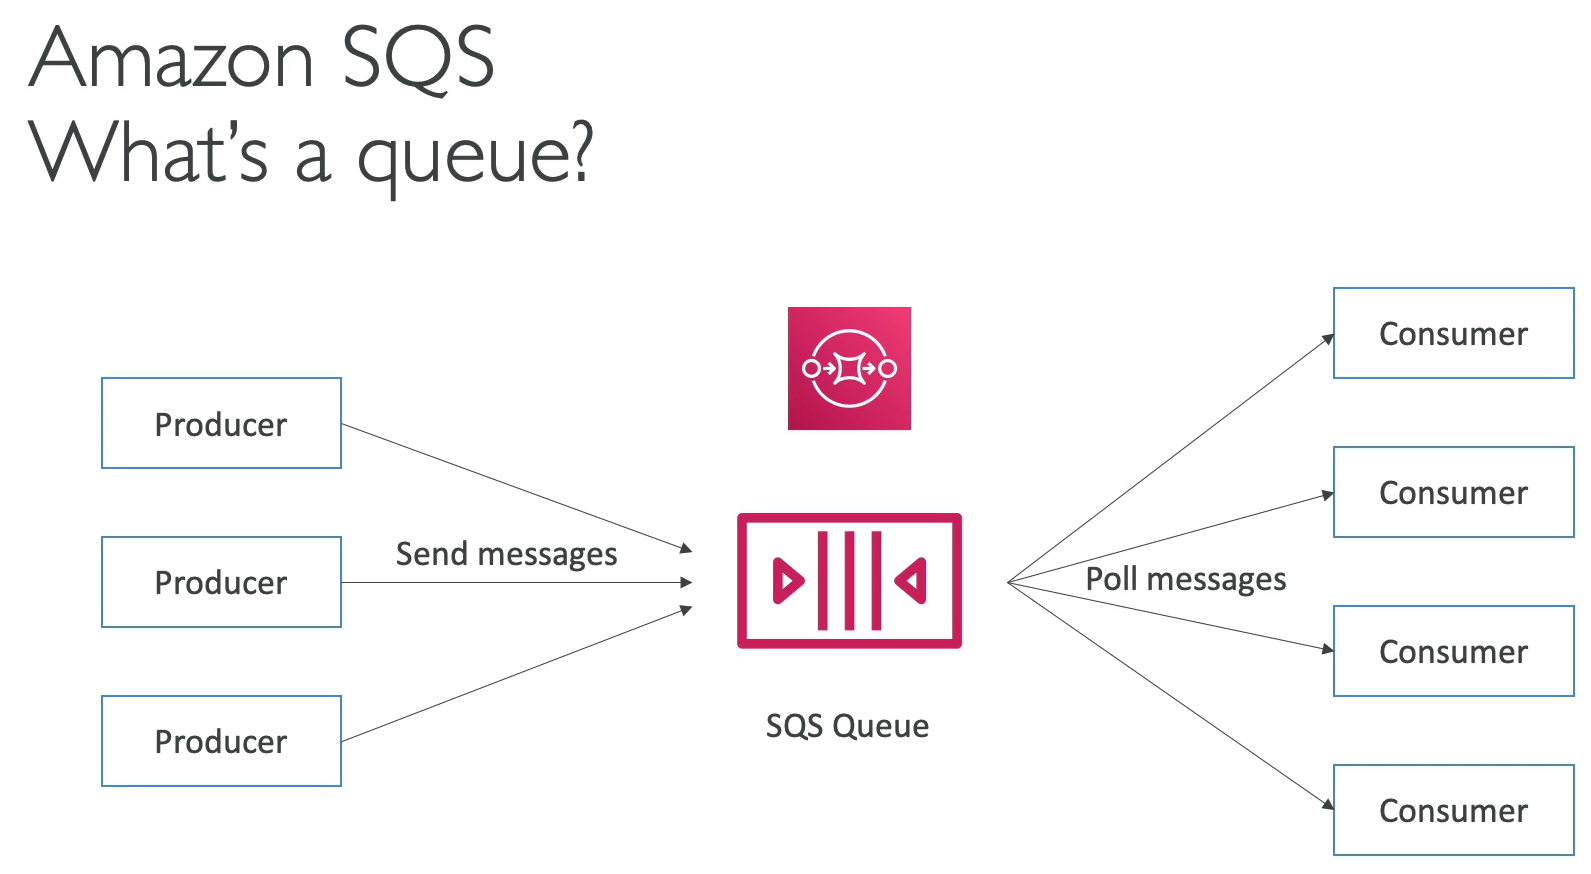 Amazon SQS
What's a queue?
Producer
Producer
Producer
Send messages
SQS Queue
Poll messages
Consumer
Consumer
Consumer
Consumer